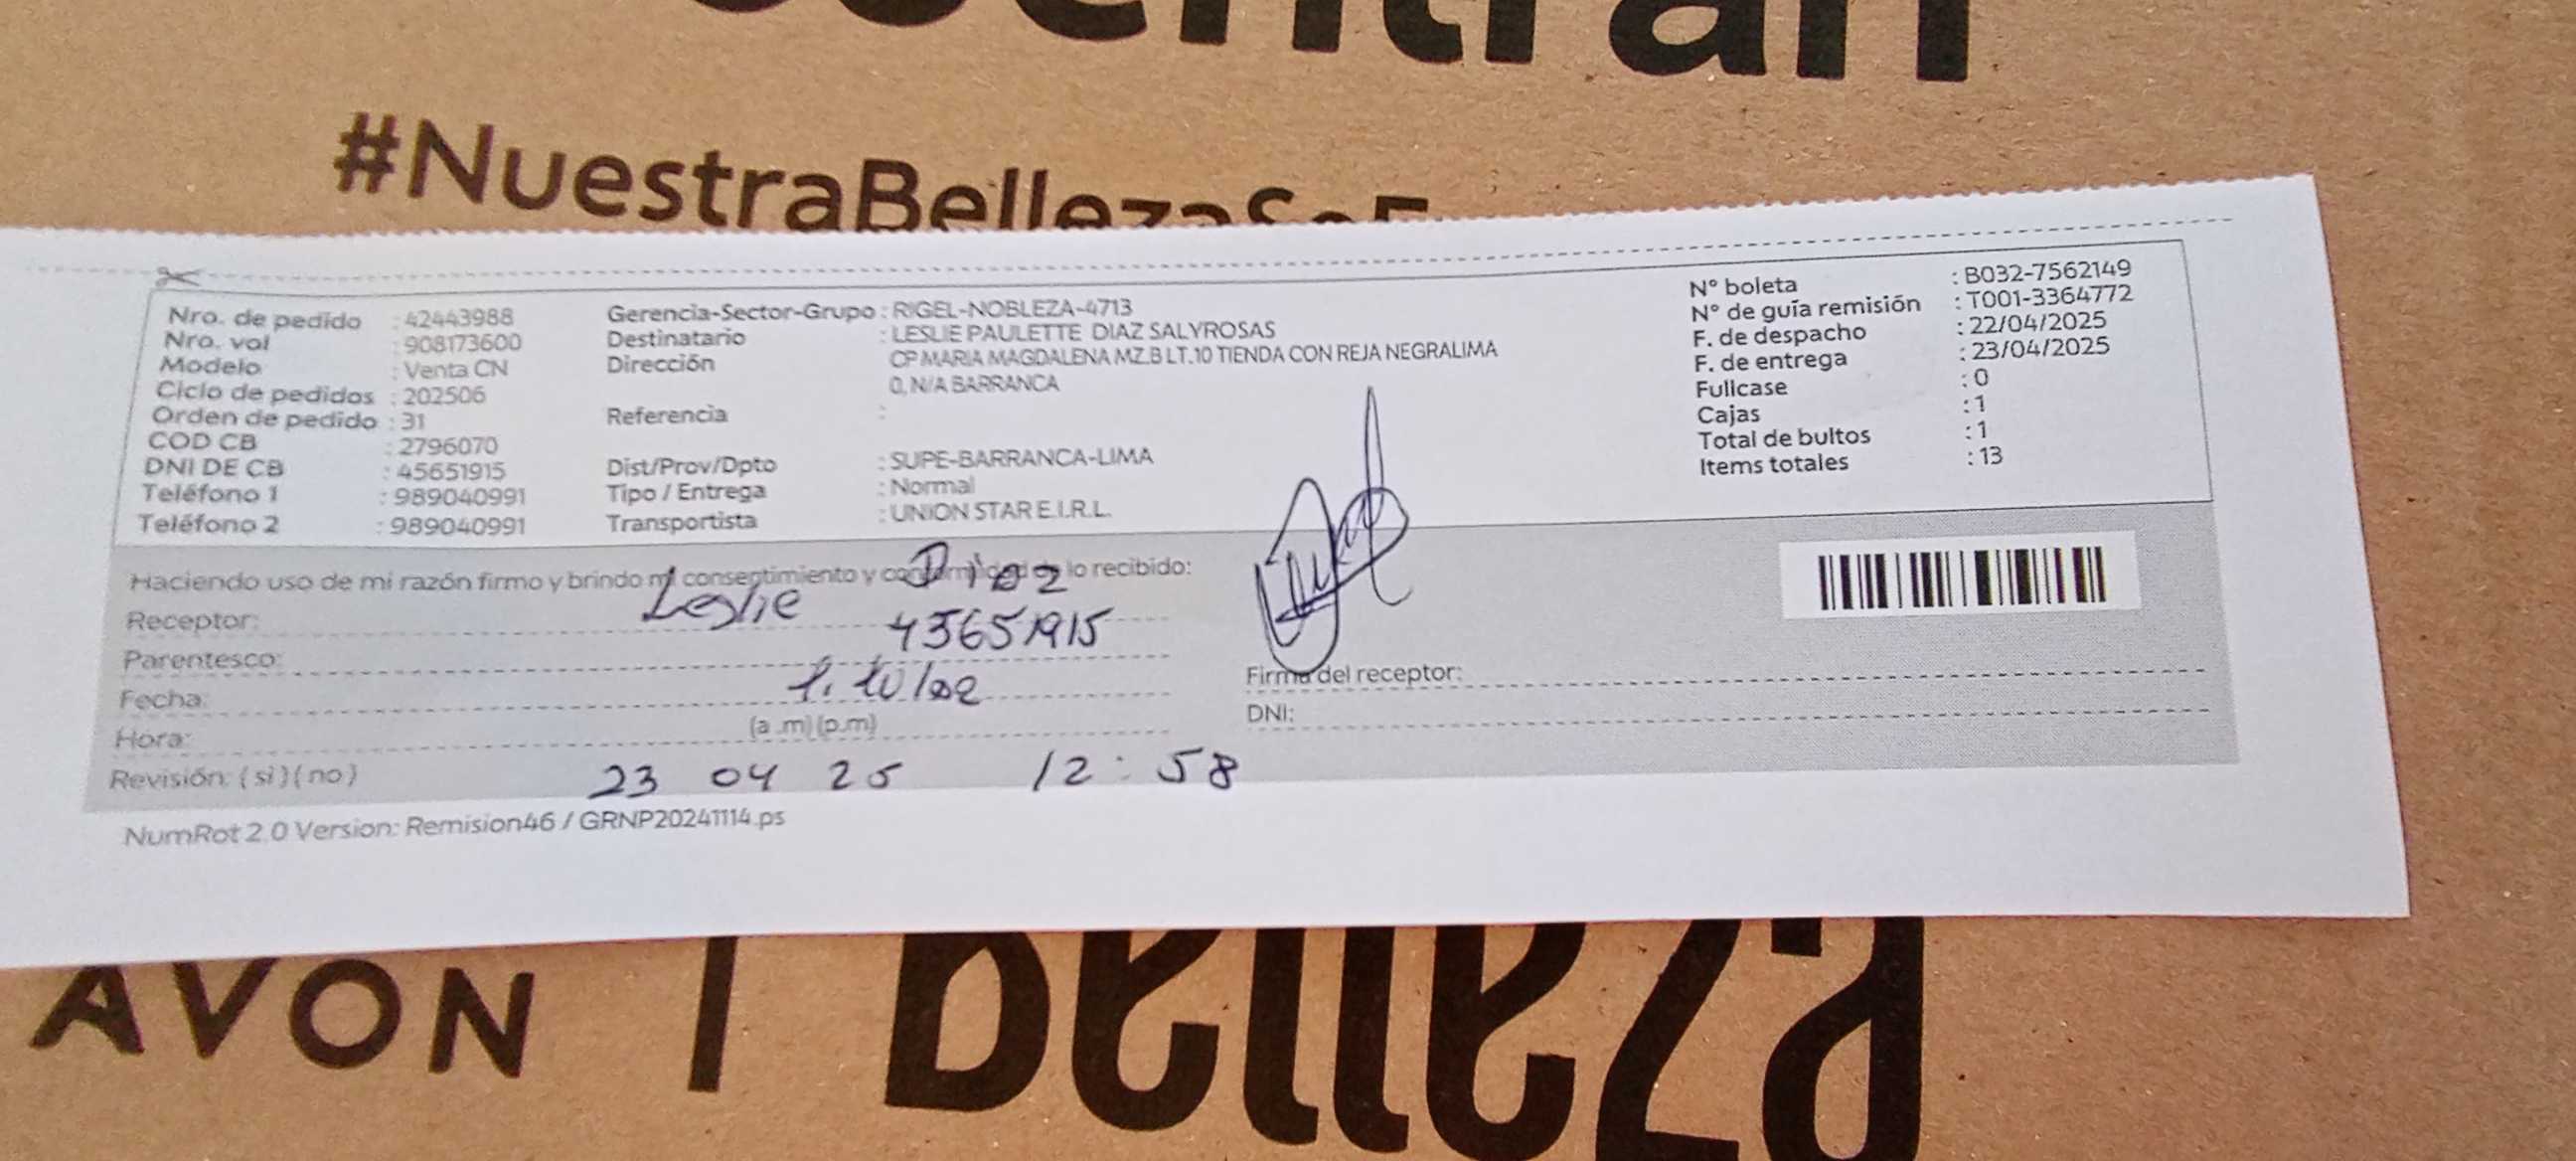 #NuestraBelleza
Nro. de pedido : 42443988
Nro. val : 908173600
Modelo : Venta CN
Ciclo de pedidos : 202506
Orden de pedido : 31
COD CB : 2796070
DNI DE CB : 45651915
Teléfono 1 : 989040991
Teléfono 2 : 989040991
Gerencia-Sector-Grupo : RIGEL-NOBLEZA-4713
Destinatario : LESLIE PAULETTE DIAZ SALYROSAS
Dirección CP MARIA MAGDALENA MZ.B LT.10 TIENDA CON REJA NEGRALIMA
0, N/A BARRANCA
Referencia :
Dist/Prov/Dpto : SUPE-BARRANCA-LIMA
Tipo / Entrega : Normal
Transportista : UNION STAR E.I.R.L.
N° boleta : B032-7562149
N° de guía remisión : T001-3364772
F. de despacho : 22/04/2025
F. de entrega : 23/04/2025
Fullcase : 0
Cajas : 1
Total de bultos : 1
Items totales : 13
Haciendo uso de mi razón firmo y brindo mi consentimiento y conformidad de lo recibido:
Leslie Diaz
Receptor:
45651915
Parentesco:
titular
Fecha:
Hora: (a .m) (p.m)
Revisión: ( si ) ( no )
23 04 25 12:58
Firma del receptor:
DNI:
NumRot 2.0 Version: Remision46 / GRNP20241114.ps
AVON | Belleza